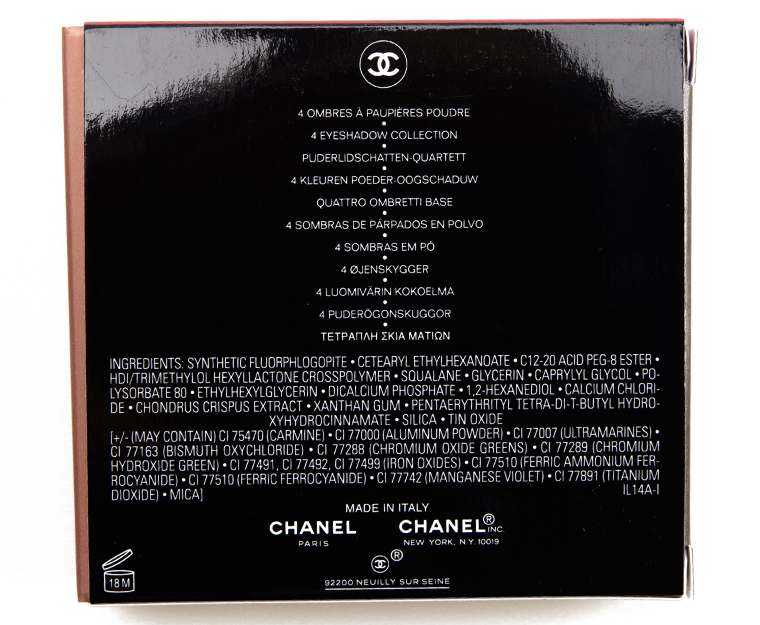 4 OMBRES À PAUPIÈRES POUDRE
•
4 EYESHADOW COLLECTION
•
PUDERLIDSCHATTEN-QUARTETT
•
4 KLEUREN POEDER-OOGSCHADUW
•
QUATTRO OMBRETTI BASE
•
4 SOMBRAS DE PÁRPADOS EN POLVO
•
4 SOMBRAS EM PÓ
•
4 ØJENSKYGGER
•
4 LUOMIVÄRIN KOKOELMA
•
4 PUDERÖGONSKUGGOR
•
ΤΕΤΡΑΠΛΗ ΣΚΙΑ ΜΑΤΙΩΝ
INGREDIENTS: SYNTHETIC FLUORPHLOGOPITE • CETEARYL ETHYLHEXANOATE • C12-20 ACID PEG-8 ESTER •
HDI/TRIMETHYLOL HEXYLLACTONE CROSSPOLYMER • SQUALANE • GLYCERIN • CAPRYLYL GLYCOL • PO-
LYSORBATE 80 • ETHYLHEXYLGLYCERIN • DICALCIUM PHOSPHATE • 1,2-HEXANEDIOL • CALCIUM CHLORI-
DE • CHONDRUS CRISPUS EXTRACT • XANTHAN GUM • PENTAERYTHRITYL TETRA-DI-T-BUTYL HYDRO-
XYHYDROCINNAMATE • SILICA • TIN OXIDE
[+/- (MAY CONTAIN) CI 75470 (CARMINE) • CI 77000 (ALUMINUM POWDER) • CI 77007 (ULTRAMARINES) •
CI 77163 (BISMUTH OXYCHLORIDE) • CI 77288 (CHROMIUM OXIDE GREENS) • CI 77289 (CHROMIUM
HYDROXIDE GREEN) • CI 77491, CI 77492, CI 77499 (IRON OXIDES) • CI 77510 (FERRIC AMMONIUM FER-
ROCYANIDE) • CI 77510 (FERRIC FERROCYANIDE) • CI 77742 (MANGANESE VIOLET) • CI 77891 (TITANIUM
DIOXIDE) • MICA] IL14A-I
MADE IN ITALY
CHANEL CHANEL® INC.
PARIS NEW YORK, N.Y. 10019
®
18 M
92200 NEUILLY SUR SEINE